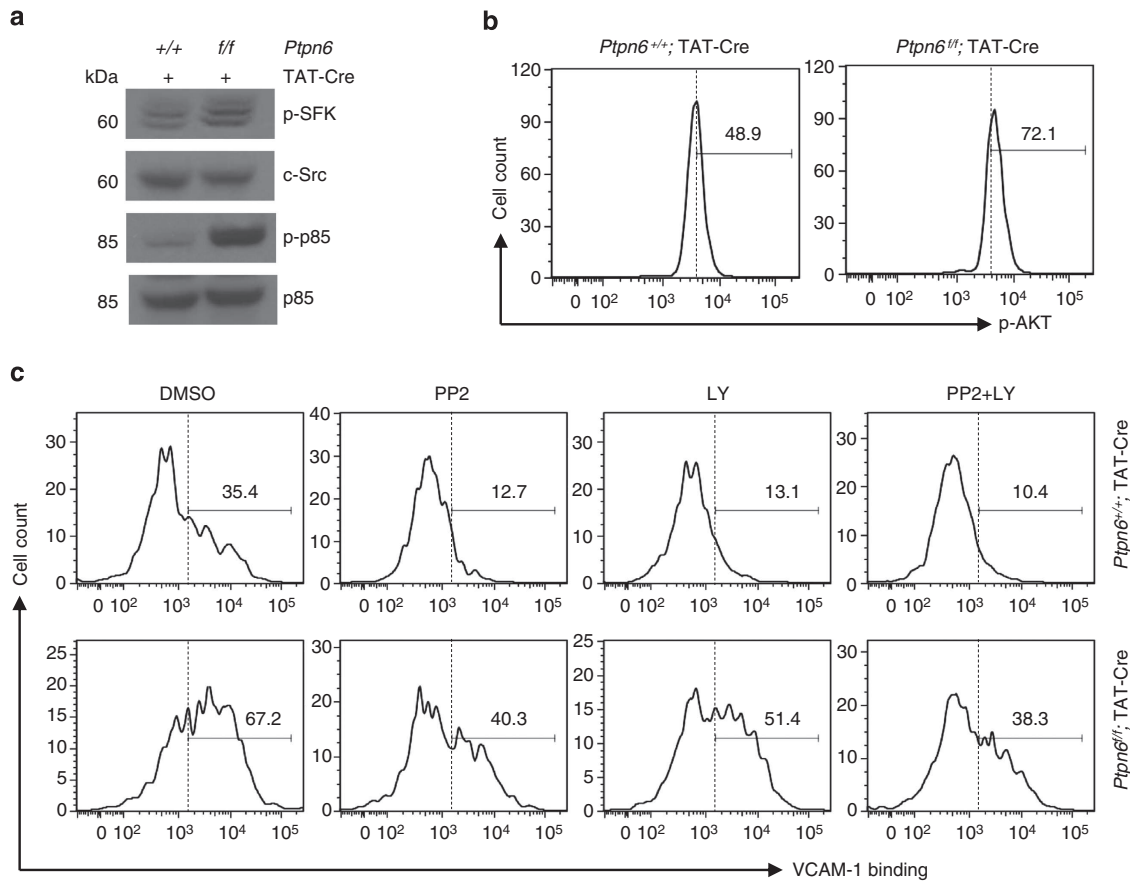 a
+/+ f/f Ptpn6
kDa + + TAT-Cre
60 p-SFK
60 c-Src
85 p-p85
85 p85
b
Ptpn6+/+; TAT-Cre Ptpn6f/f; TAT-Cre
120 120
90 90
60 60
30 30
0 0
48.9 72.1
Cell count
0 10² 10³ 10⁴ 10⁵ 0 10² 10³ 10⁴ 10⁵
p-AKT
c
DMSO PP2 LY PP2+LY
30 20 10 0
40 30 20 10 0
30 20 10 0
30 20 10 0
35.4 12.7 13.1 10.4
Ptpn6+/+; TAT-Cre
0 10² 10³ 10⁴ 10⁵ 0 10² 10³ 10⁴ 10⁵ 0 10² 10³ 10⁴ 10⁵ 0 10² 10³ 10⁴ 10⁵
Cell count
25 20 15 10 5 0
30 20 10 0
25 20 15 10 5 0
30 20 10 0
67.2 40.3 51.4 38.3
Ptpn6f/f; TAT-Cre
0 10² 10³ 10⁴ 10⁵ 0 10² 10³ 10⁴ 10⁵ 0 10² 10³ 10⁴ 10⁵ 0 10² 10³ 10⁴ 10⁵
VCAM-1 binding